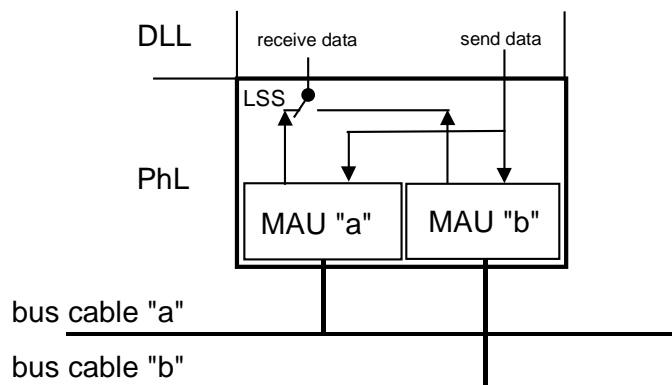 DLL
receive data
send data
LSS
PhL
MAU "a"
MAU "b"
bus cable "a"
bus cable "b"